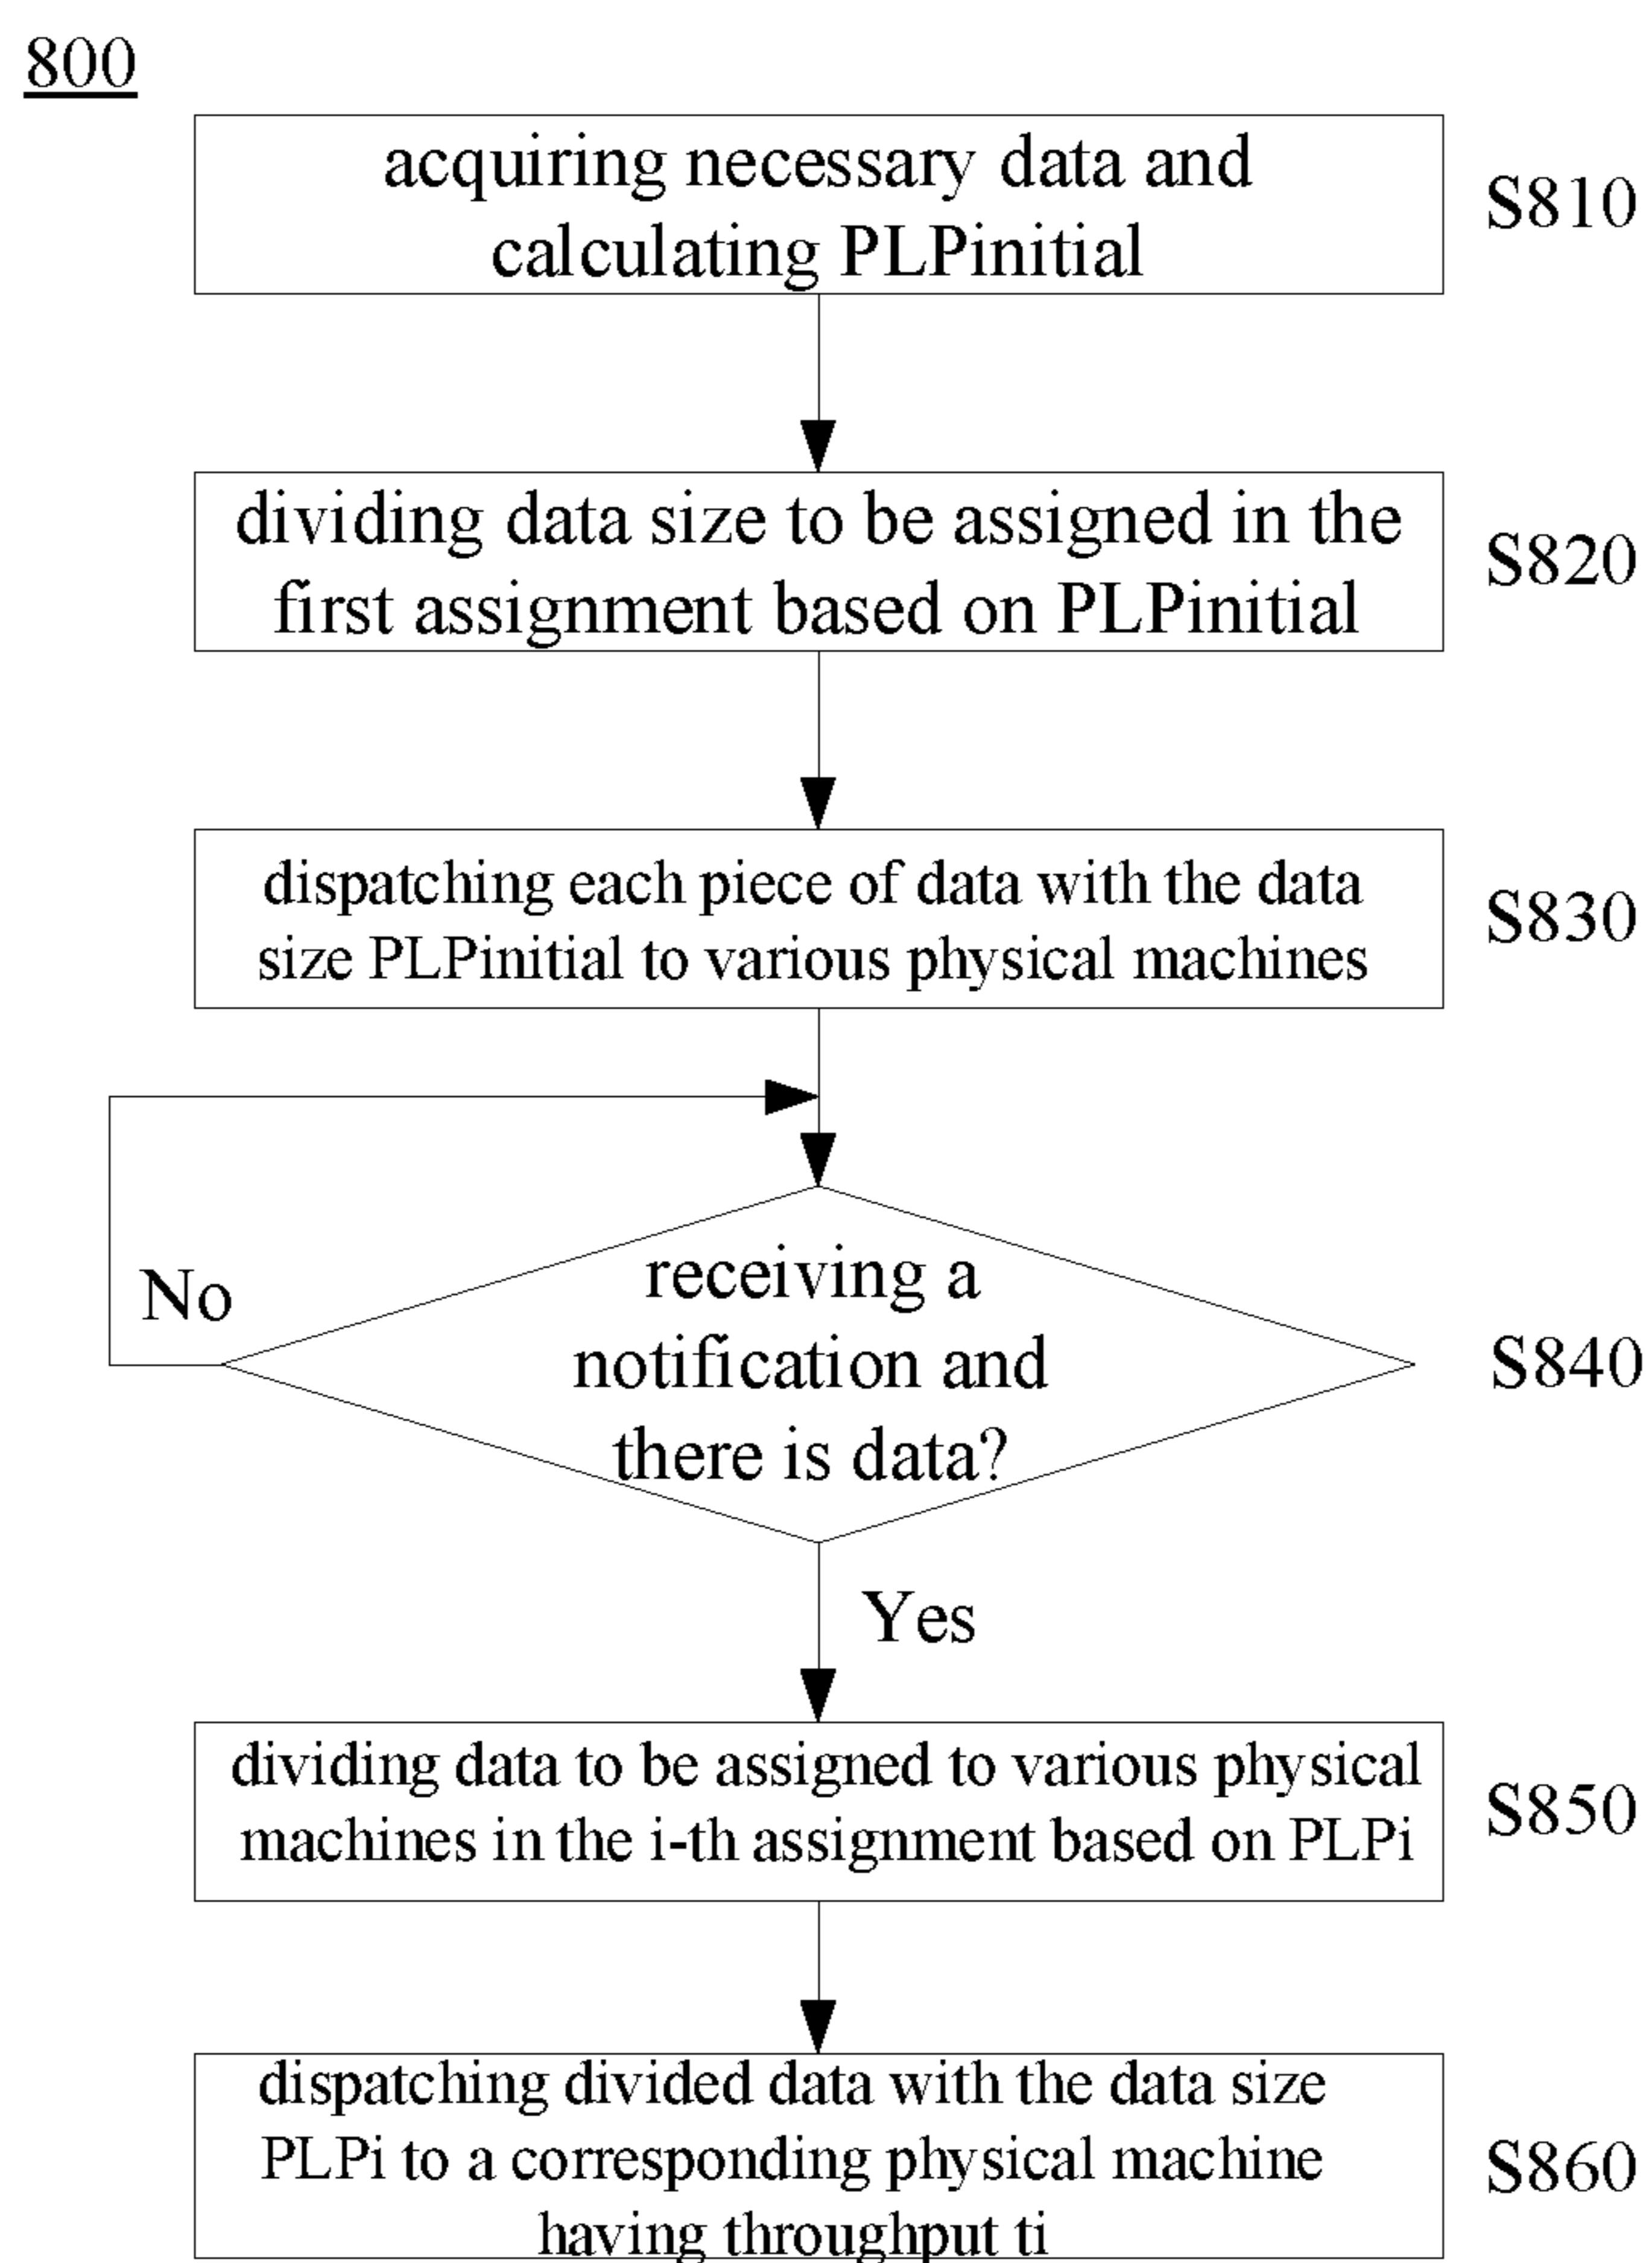 800
acquiring necessary data and
calculating PLPinitial
S810
dividing data size to be assigned in the
first assignment based on PLPinitial
S820
dispatching each piece of data with the data
size PLPinitial to various physical machines
S830
No
receiving a
notification and
there is data?
S840
Yes
dividing data to be assigned to various physical
machines in the i-th assignment based on PLPi
S850
dispatching divided data with the data size
PLPi to a corresponding physical machine
having throughput ti
S860